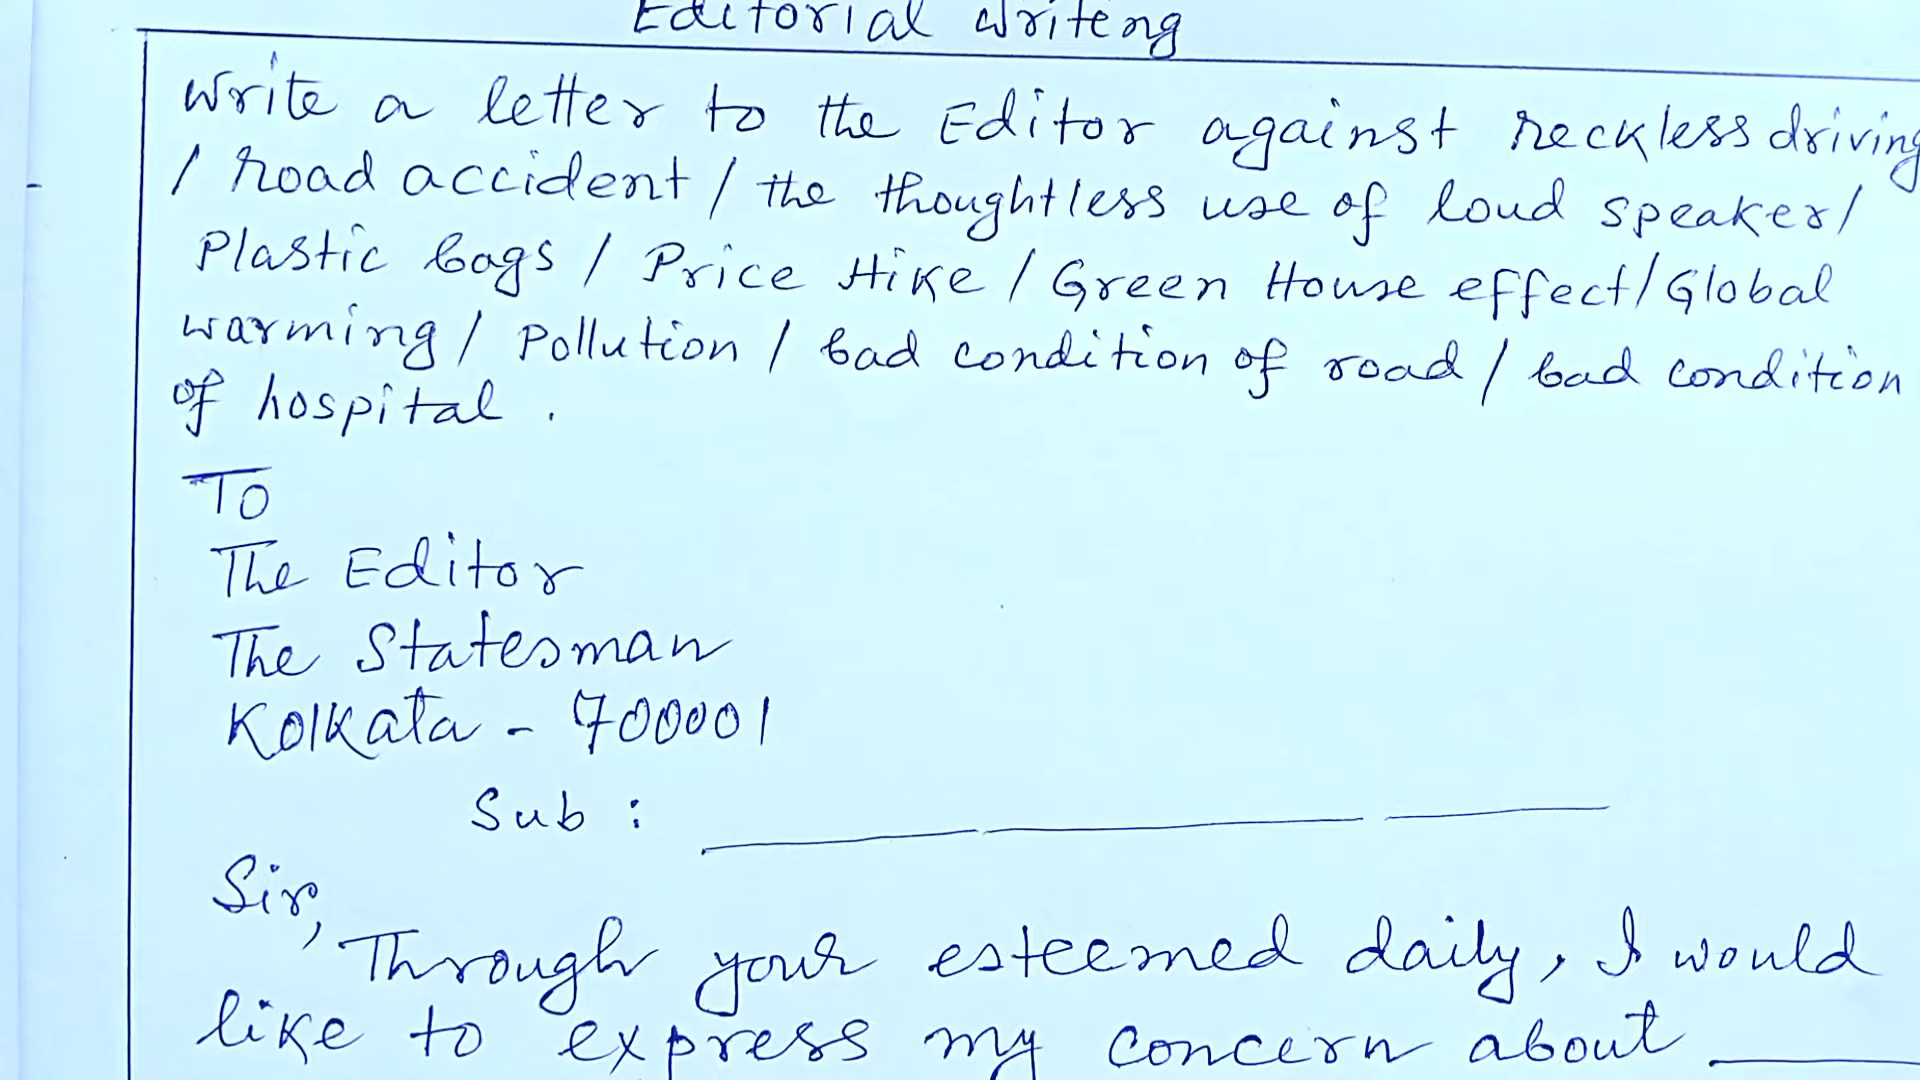 Editorial Writing
Write a letter to the Editor against reckless driving
/ road accident / the thoughtless use of loud speaker/
Plastic bags / Price Hike / Green House effect/Global
warming / Pollution / bad condition of road / bad condition
of hospital.
To
The Editor
The Statesman
Kolkata - 700001
Sub :
Sir,
Through your esteemed daily, I would
like to express my concern about